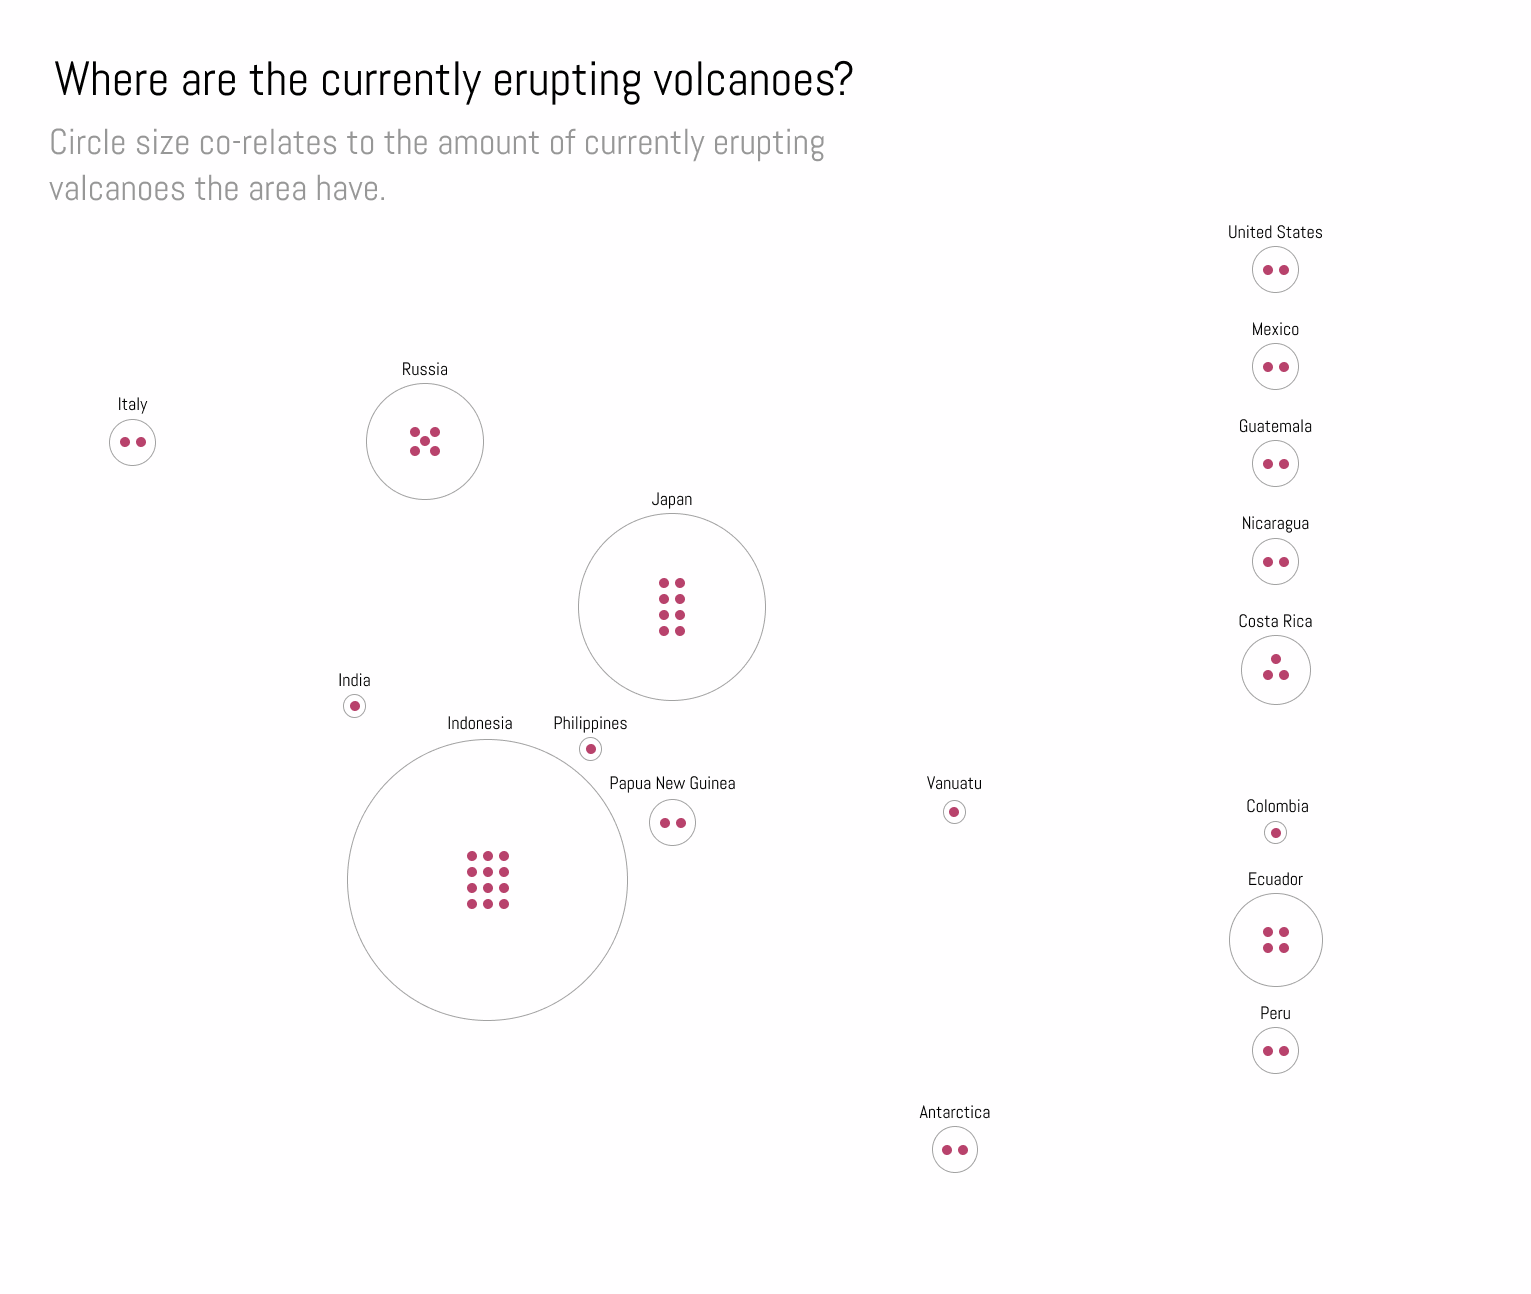 Where are the currently erupting volcanoes?
Circle size co-relates to the amount of currently erupting
valcanoes the area have.
United States
Mexico
Russia
Italy
Guatemala
Japan
Nicaragua
Costa Rica
India
Indonesia
Philippines
Papua New Guinea
Vanuatu
Colombia
Ecuador
Peru
Antarctica